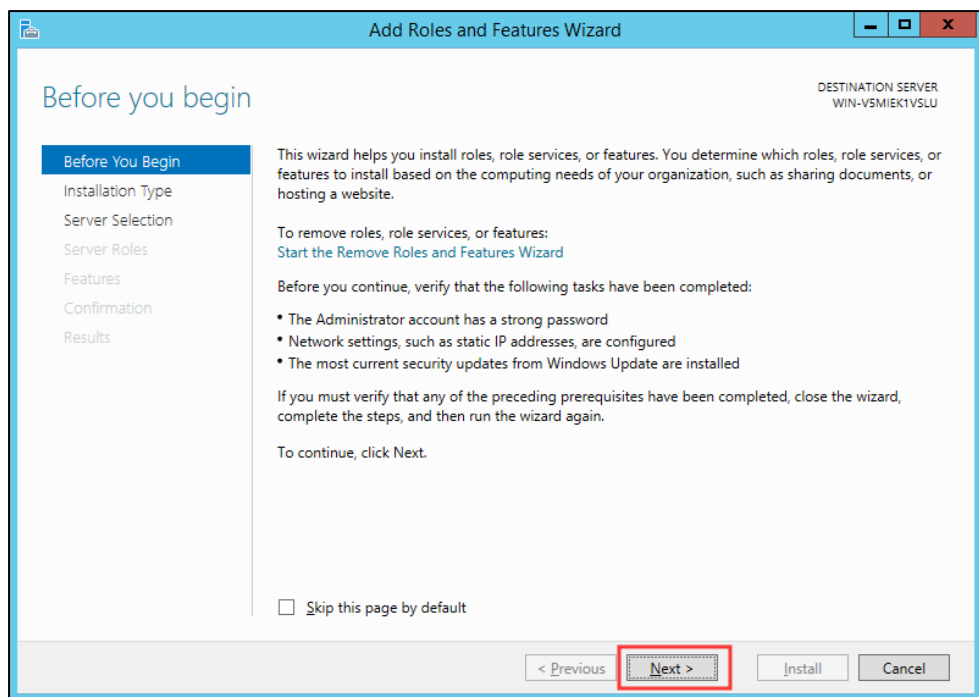 Add Roles and Features Wizard
Before you begin
DESTINATION SERVER
WIN-V5MIEK1VSLU
Before You Begin
Installation Type
Server Selection
Server Roles
Features
Confirmation
Results
This wizard helps you install roles, role services, or features. You determine which roles, role services, or
features to install based on the computing needs of your organization, such as sharing documents, or
hosting a website.
To remove roles, role services, or features:
Start the Remove Roles and Features Wizard
Before you continue, verify that the following tasks have been completed:
• The Administrator account has a strong password
• Network settings, such as static IP addresses, are configured
• The most current security updates from Windows Update are installed
If you must verify that any of the preceding prerequisites have been completed, close the wizard,
complete the steps, and then run the wizard again.
To continue, click Next.
Skip this page by default
< Previous
Next >
Install
Cancel